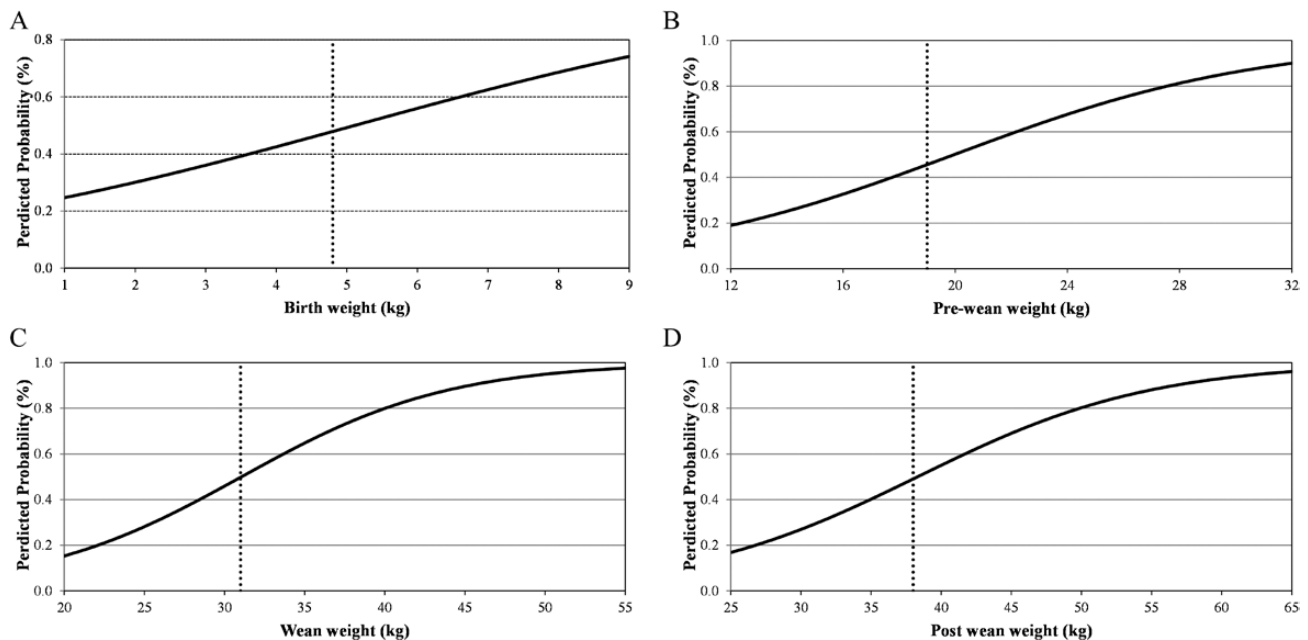 A
Perdicted Probability (%)
0.8
0.6
0.4
0.2
0.0
1 2 3 4 5 6 7 8 9
Birth weight (kg)
B
Perdicted Probability (%)
1.0
0.8
0.6
0.4
0.2
0.0
12 16 20 24 28 32
Pre-wean weight (kg)
C
Perdicted Probability (%)
1.0
0.8
0.6
0.4
0.2
0.0
20 25 30 35 40 45 50 55
Wean weight (kg)
D
Perdicted Probability (%)
1.0
0.8
0.6
0.4
0.2
0.0
25 30 35 40 45 50 55 60 65
Post wean weight (kg)